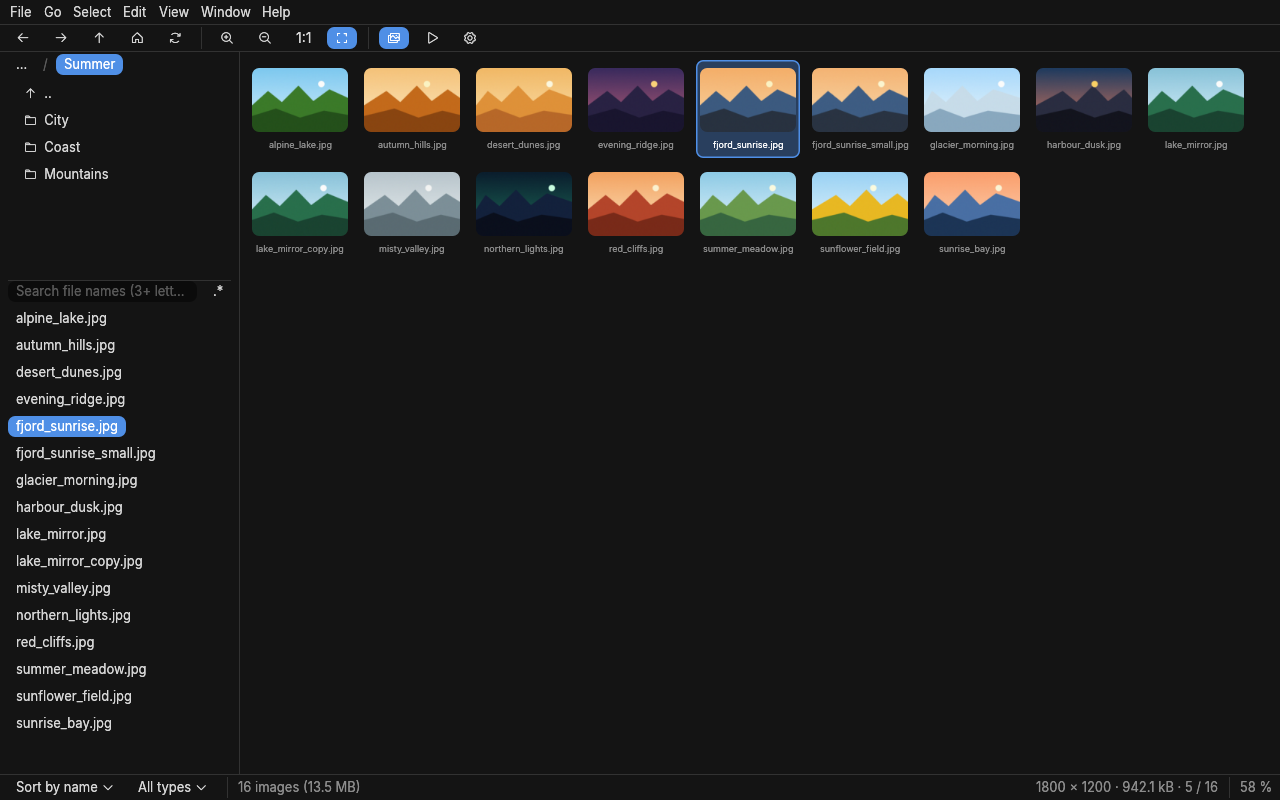 File Go Select Edit View Window Help
1:1
... / Summer
..
City
Coast
Mountains
Search file names (3+ lett... .*
alpine_lake.jpg
autumn_hills.jpg
desert_dunes.jpg
evening_ridge.jpg
fjord_sunrise.jpg
fjord_sunrise_small.jpg
glacier_morning.jpg
harbour_dusk.jpg
lake_mirror.jpg
lake_mirror_copy.jpg
misty_valley.jpg
northern_lights.jpg
red_cliffs.jpg
summer_meadow.jpg
sunflower_field.jpg
sunrise_bay.jpg
alpine_lake.jpg autumn_hills.jpg desert_dunes.jpg evening_ridge.jpg fjord_sunrise.jpg fjord_sunrise_small.jpg glacier_morning.jpg harbour_dusk.jpg lake_mirror.jpg
lake_mirror_copy.jpg misty_valley.jpg northern_lights.jpg red_cliffs.jpg summer_meadow.jpg sunflower_field.jpg sunrise_bay.jpg
Sort by name All types 16 images (13.5 MB) 1800 × 1200 · 942.1 kB · 5 / 16 58 %